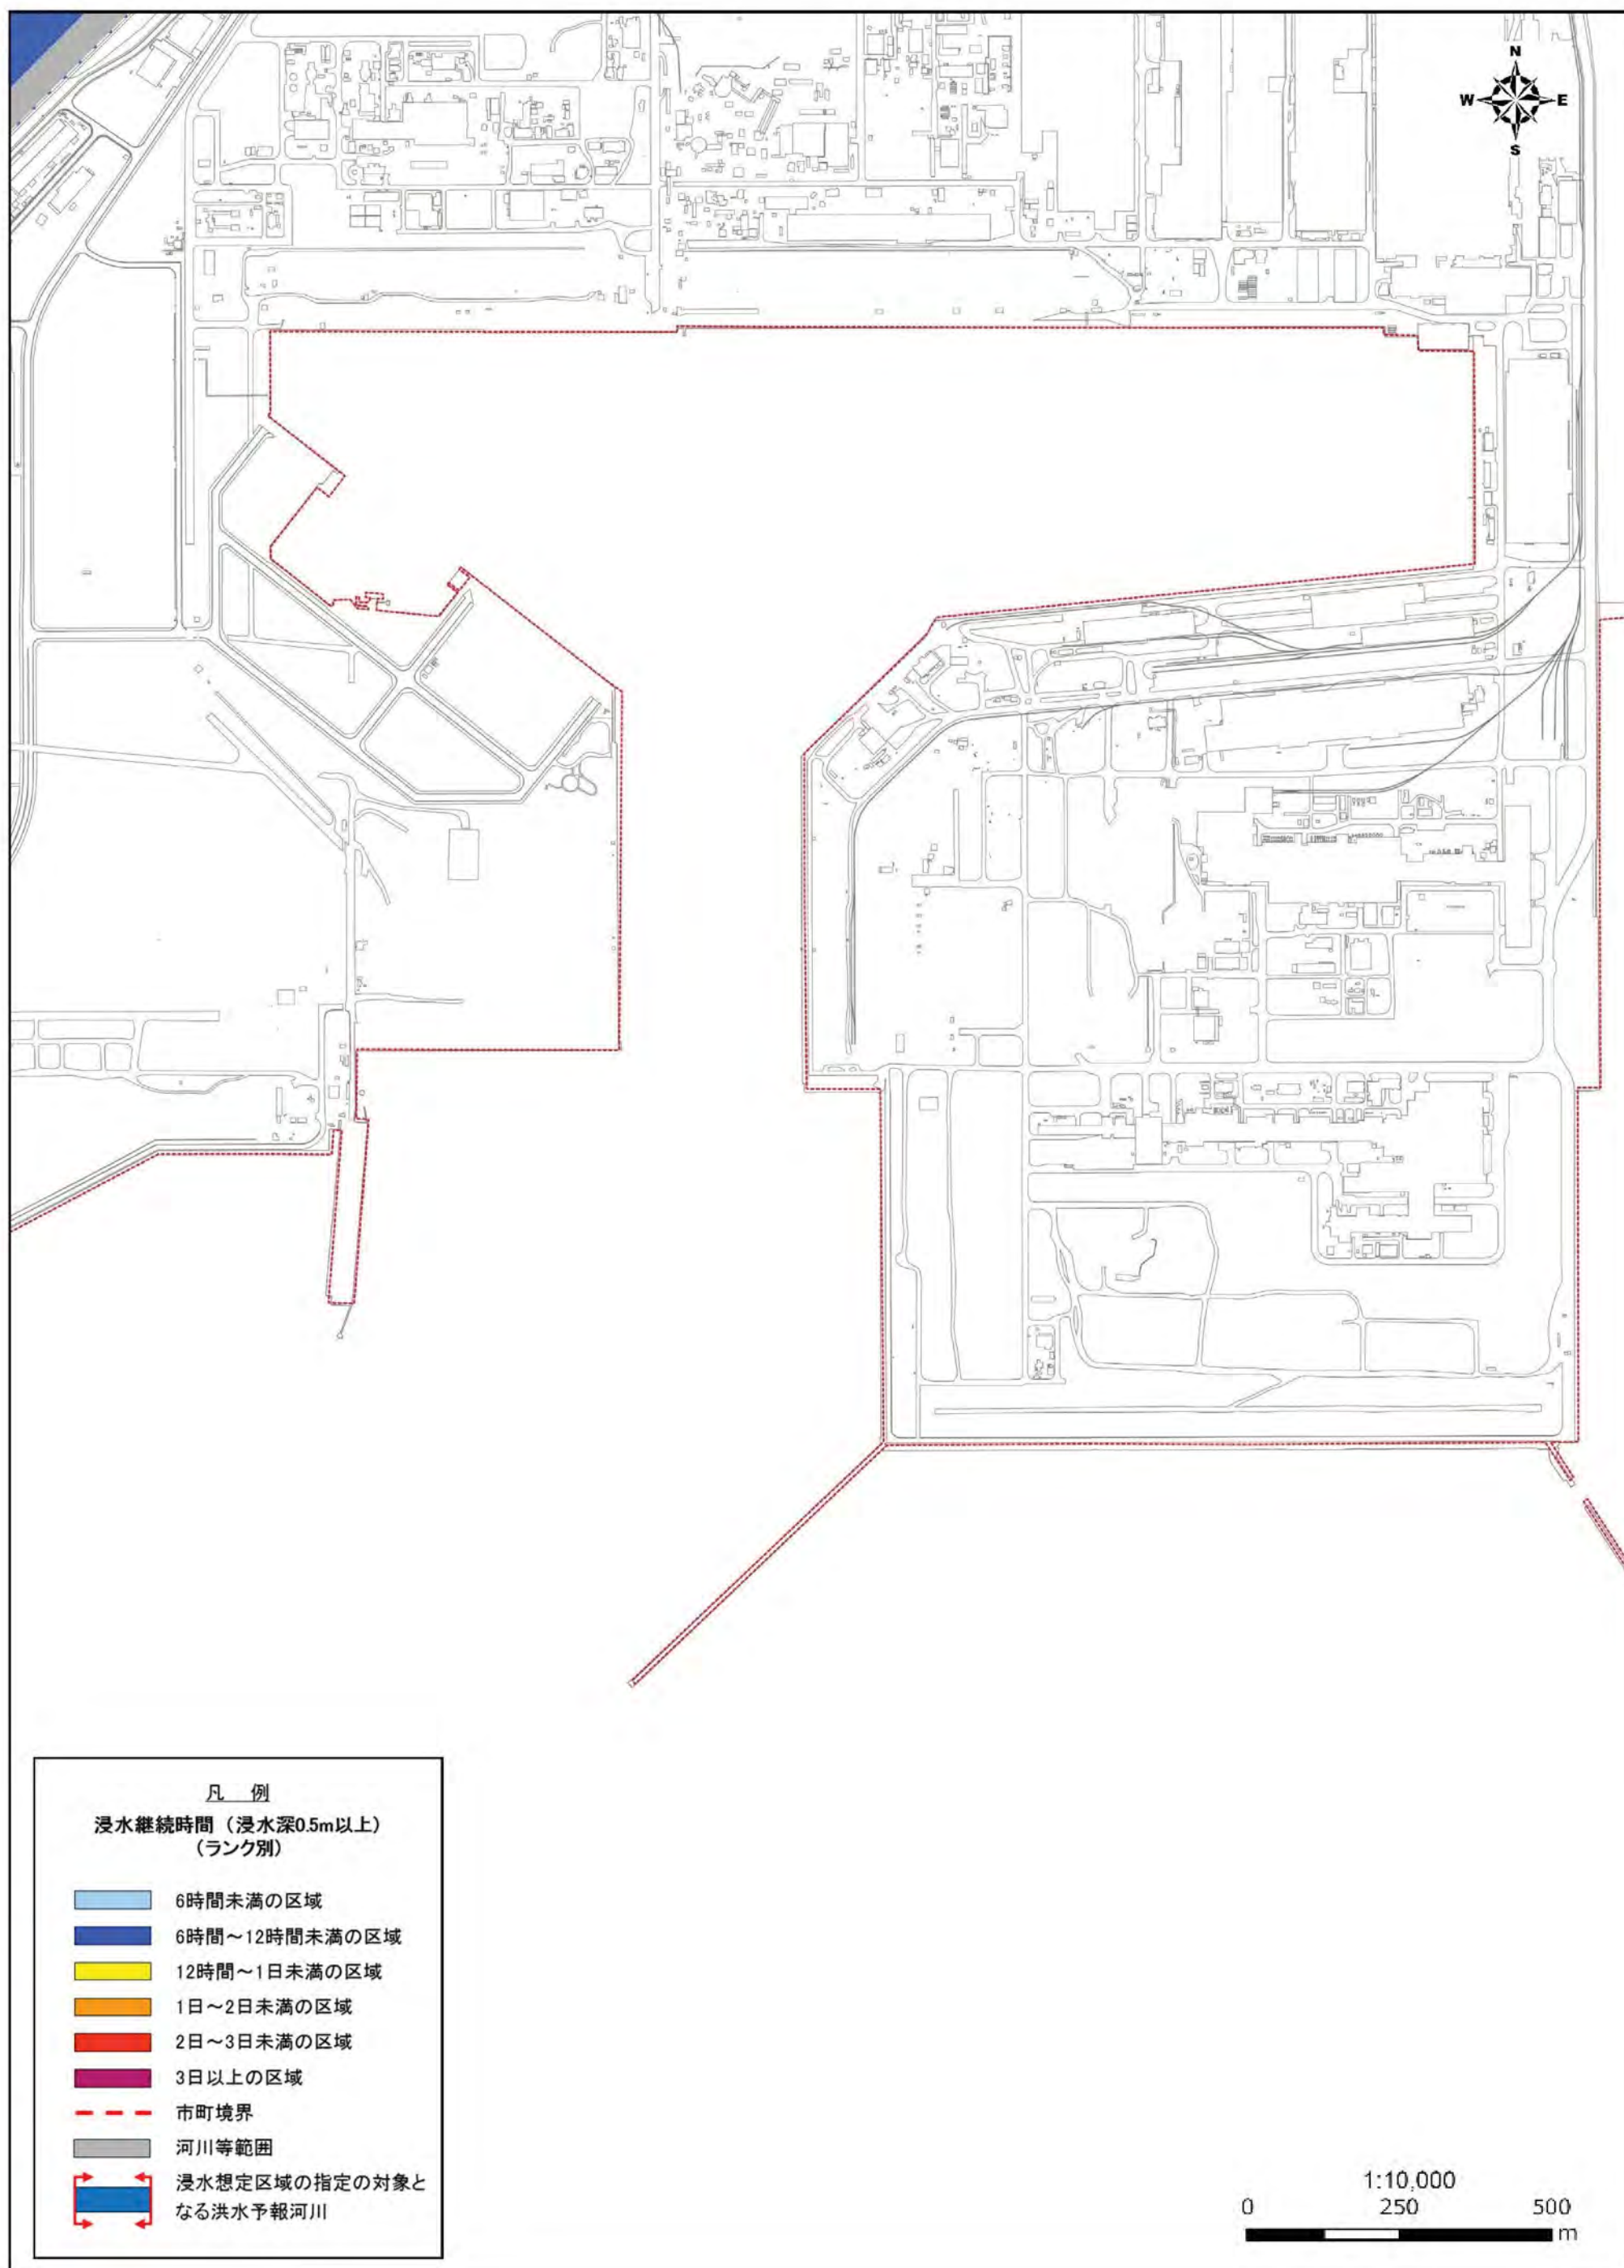 N
W
E
S
凡 例
浸水継続時間（浸水深0.5m以上）
（ランク別）
6時間未満の区域
6時間～12時間未満の区域
12時間～1日未満の区域
1日～2日未満の区域
2日～3日未満の区域
3日以上の区域
市町境界
河川等範囲
浸水想定区域の指定の対象と
なる洪水予報河川
1:10,000
0 250 500
m